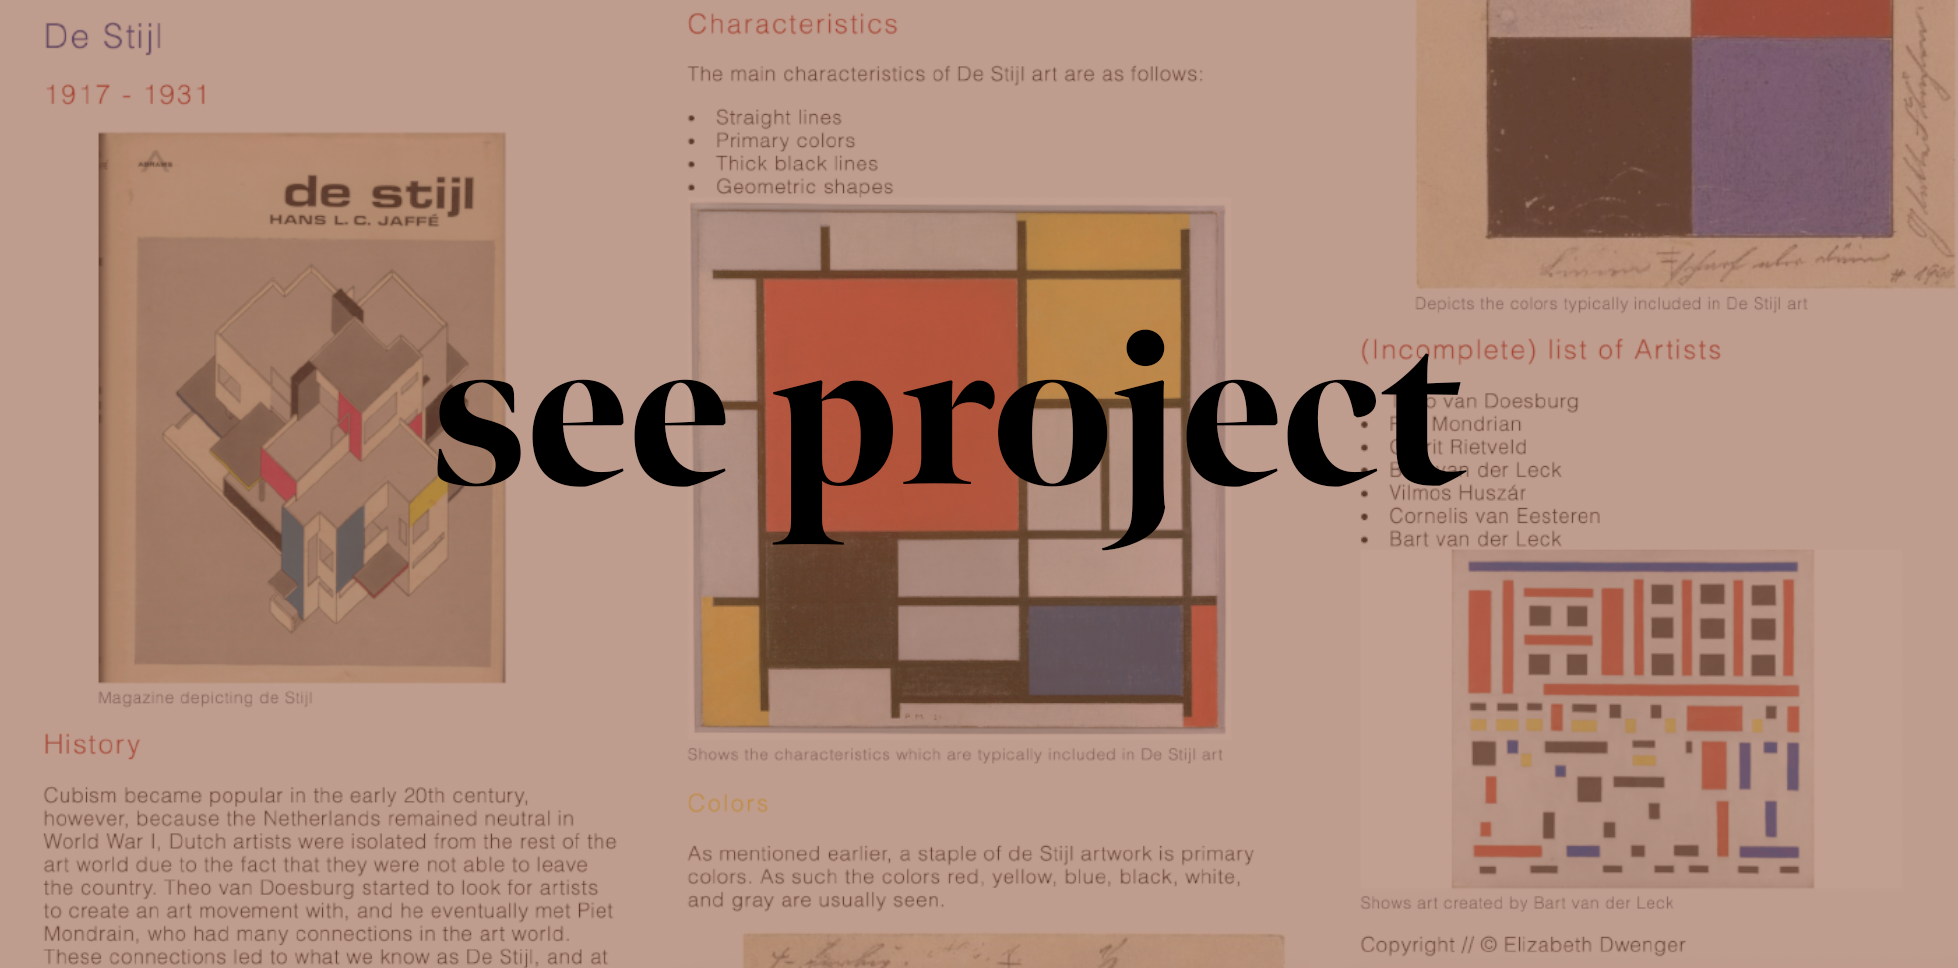 De Stijl
1917 - 1931
ABRAMS
de stijl
HANS L. C. JAFFÉ
Magazine depicting de Stijl
History
Cubism became popular in the early 20th century,
however, because the Netherlands remained neutral in
World War I, Dutch artists were isolated from the rest of the
art world due to the fact that they were not able to leave
the country. Theo van Doesburg started to look for artists
to create an art movement with, and he eventually met Piet
Mondrain, who had many connections in the art world.
These connections led to what we know as De Stijl, and at
Characteristics
The main characteristics of De Stijl art are as follows:
• Straight lines
• Primary colors
• Thick black lines
• Geometric shapes
see project
Shows the characteristics which are typically included in De Stijl art
Colors
As mentioned earlier, a staple of de Stijl artwork is primary
colors. As such the colors red, yellow, blue, black, white,
and gray are usually seen.
Depicts the colors typically included in De Stijl art
(Incomplete) list of Artists
• van Doesburg
• Mondrian
• Rietveld
• van der Leck
• Vilmos Huszár
• Cornelis van Eesteren
• Bart van der Leck
Shows art created by Bart van der Leck
Copyright // © Elizabeth Dwenger